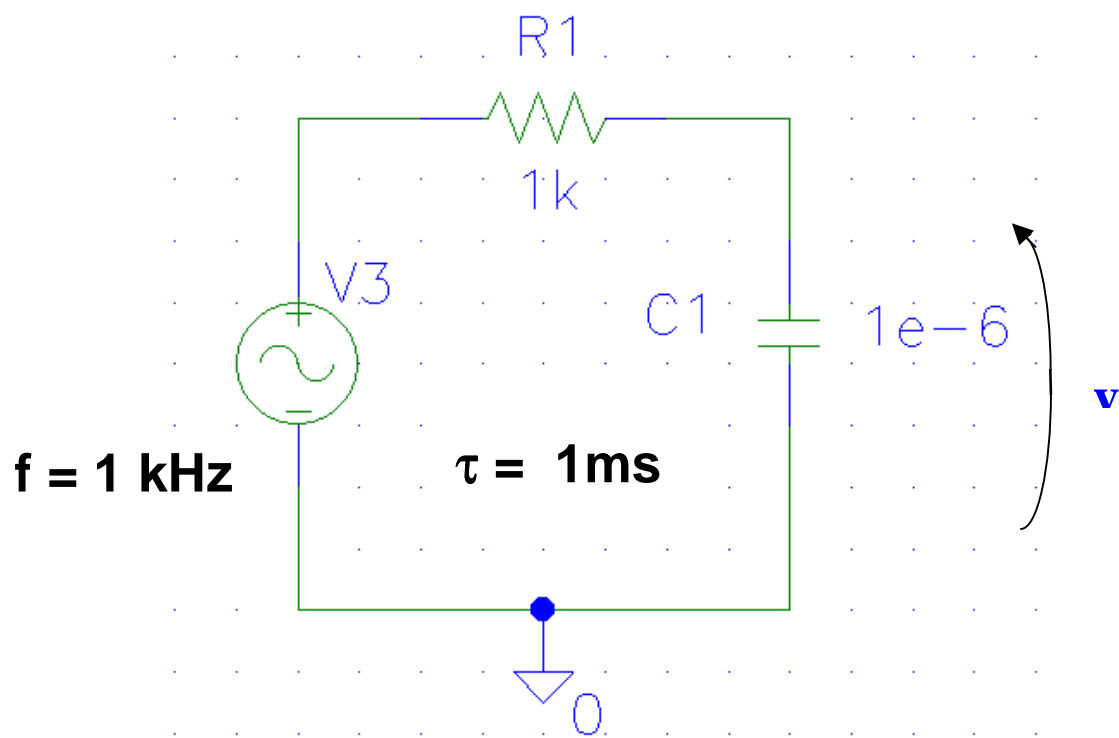 R1
1k
V3
C1 1e-6
v
f = 1 kHz
τ = 1ms
0